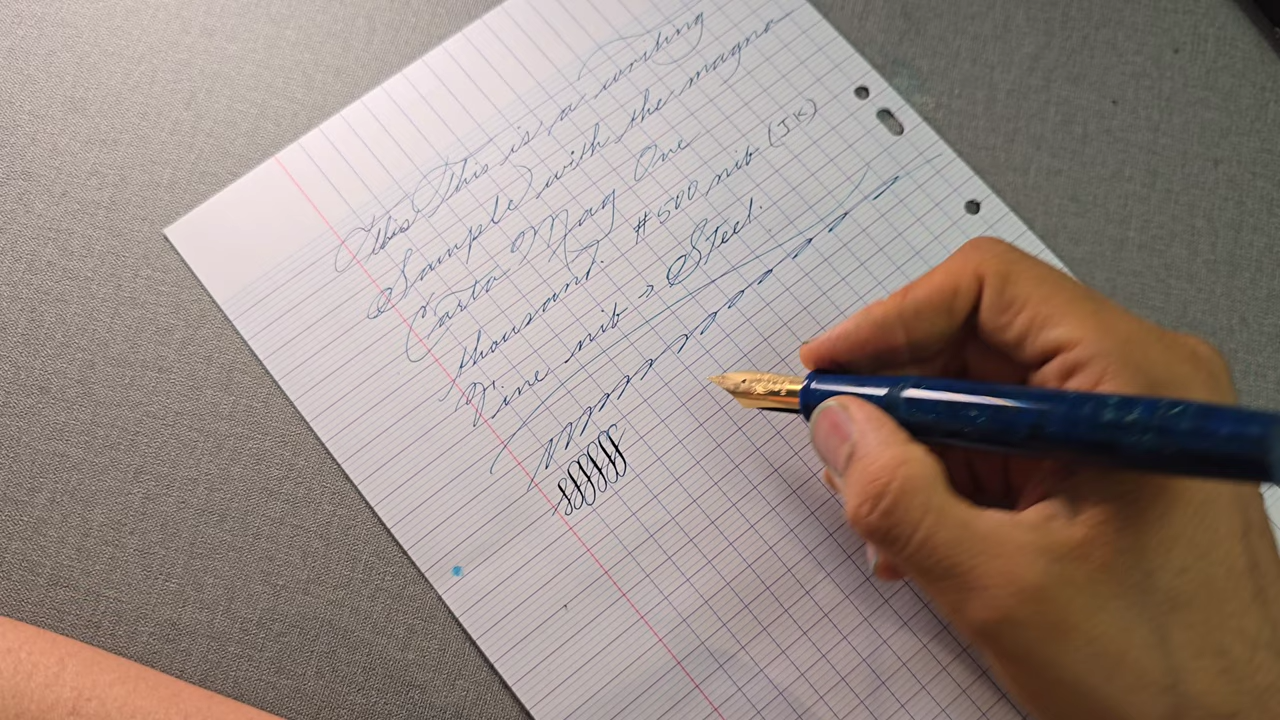 This This is a writing
Sample with the magna
Carta Mag One
thousand. #500 nib (JK)
Fine nib → Steel.